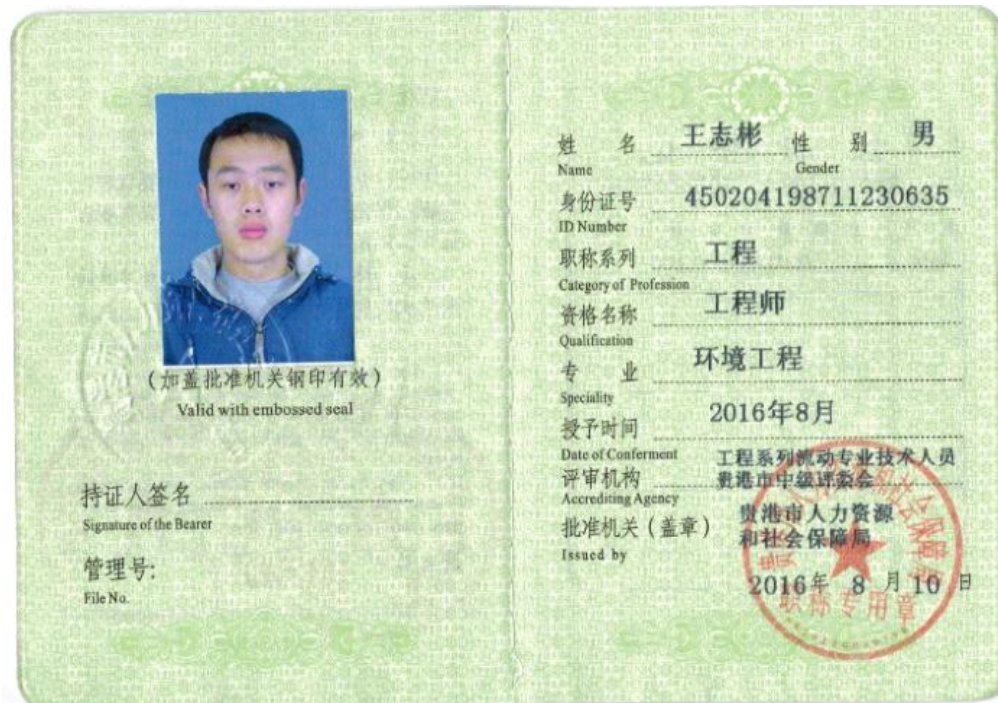 (加盖批准机关钢印有效)
Valid with embossed seal
持证人签名
Signature of the Bearer
管理号:
File No.
姓 名 王志彬 性 别 男
Name Gender
身份证号 450204198711230635
ID Number
职称系列 工程
Category of Profession
资格名称 工程师
Qualification
专 业 环境工程
Speciality
授予时间 2016年8月
Date of Conferment
工程系列流动专业技术人员
评审机构 贵港市中级评委会
Accrediting Agency
贵港市人力资源
批准机关(盖章) 和社会保障局
Issued by
2016年 8 月 10 日
职称专用章